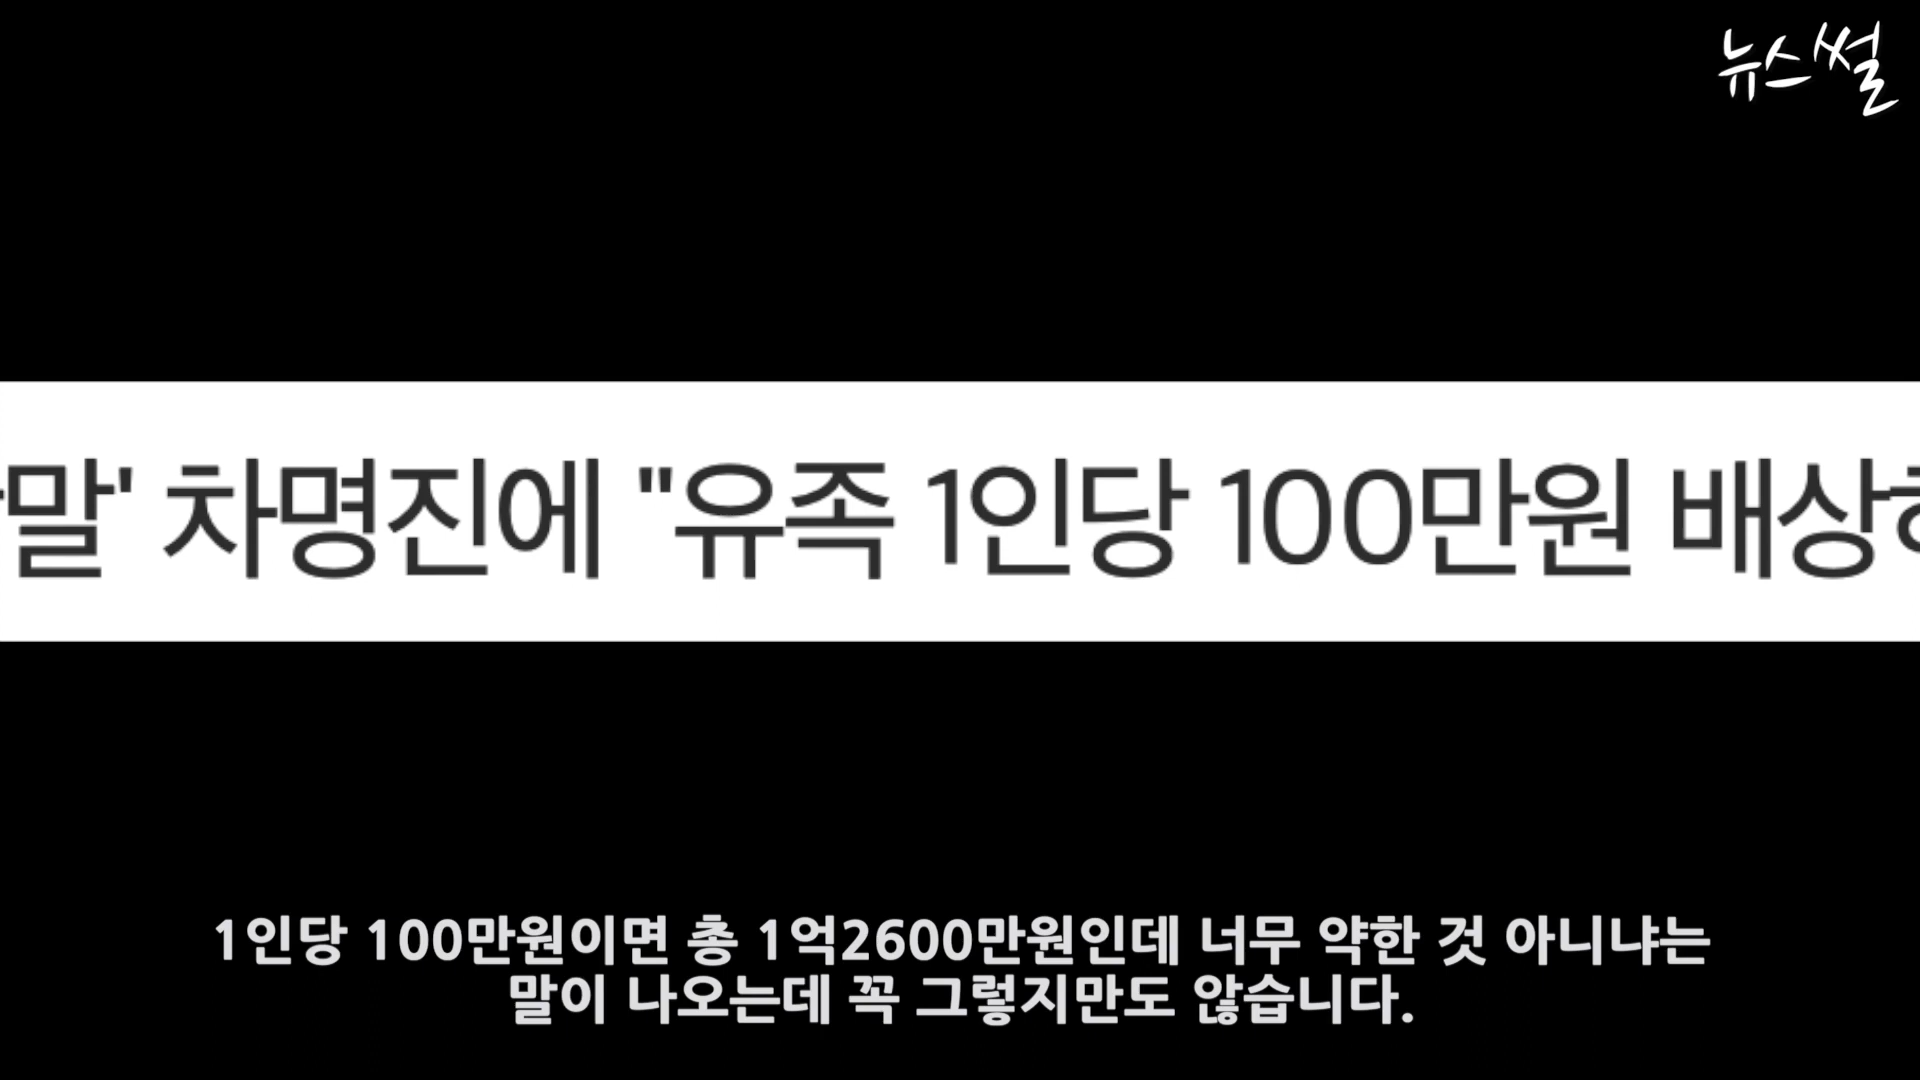 뉴스썰
말' 차명진에 "유족 1인당 100만원 배상
1인당 100만원이면 총 1억2600만원인데 너무 약한 것 아니냐는
말이 나오는데 꼭 그렇지만도 않습니다.